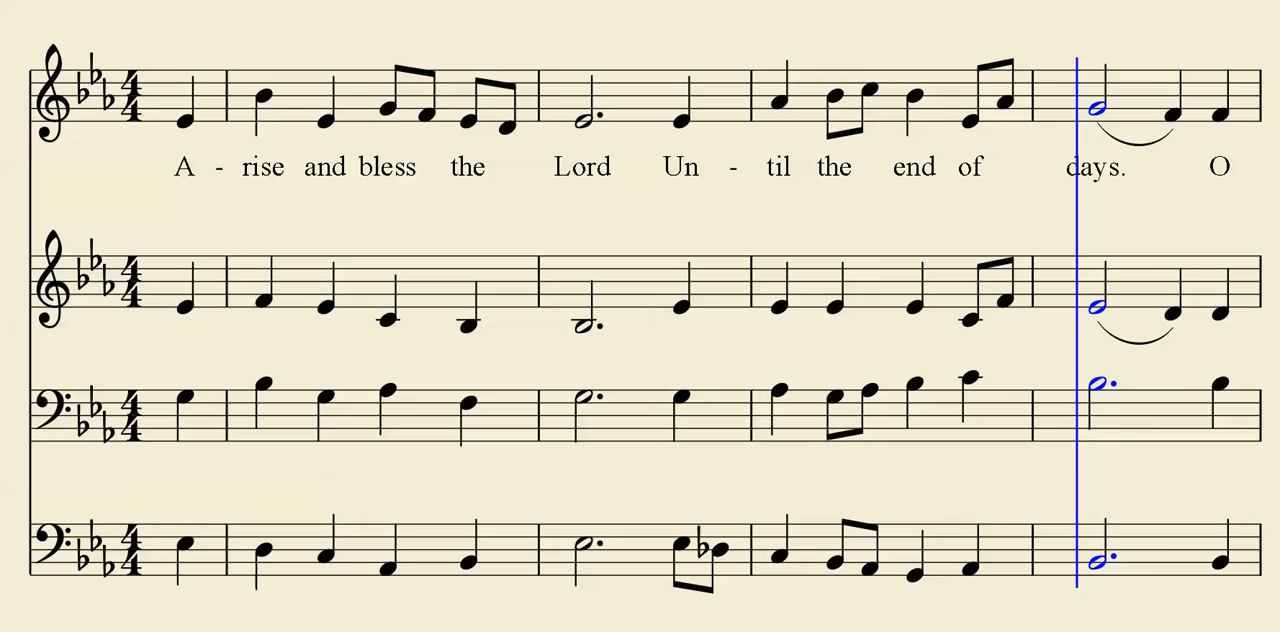 A - rise and bless the Lord Un - til the end of days. O